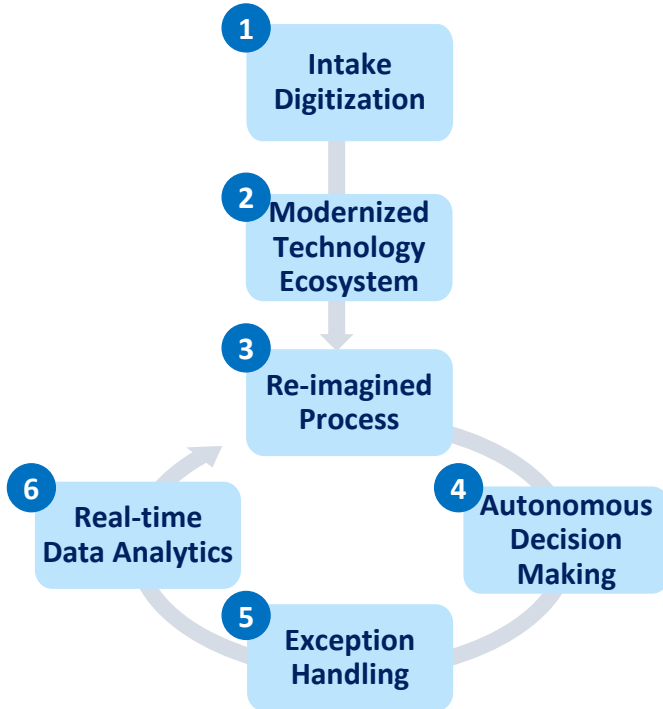 1
Intake
Digitization
2
Modernized
Technology
Ecosystem
3
Re-imagined
Process
4
Autonomous
Decision
Making
5
Exception
Handling
6
Real-time
Data Analytics